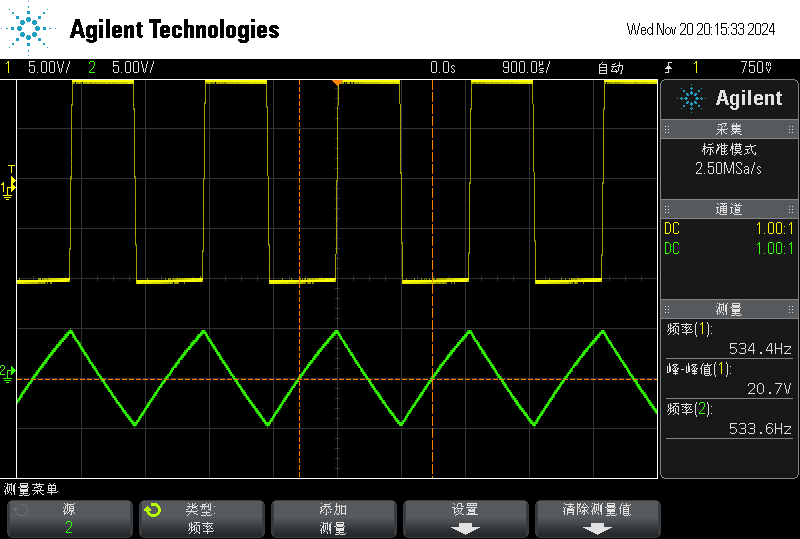 Agilent Technologies
Wed Nov 20 20:15:33 2024
1 5.00V/ 2 5.00V/ 0.0s 900.0µs/ 自动 1 750mV
Agilent
采集
标准模式
2.50MSa/s
通道
DC 1.00:1
DC 1.00:1
测量
频率(1):
534.4Hz
峰-峰值(1):
20.7V
频率(2):
533.6Hz
T
1
2
测量菜单
源
2
类型:
频率
添加
测量
设置
清除测量值